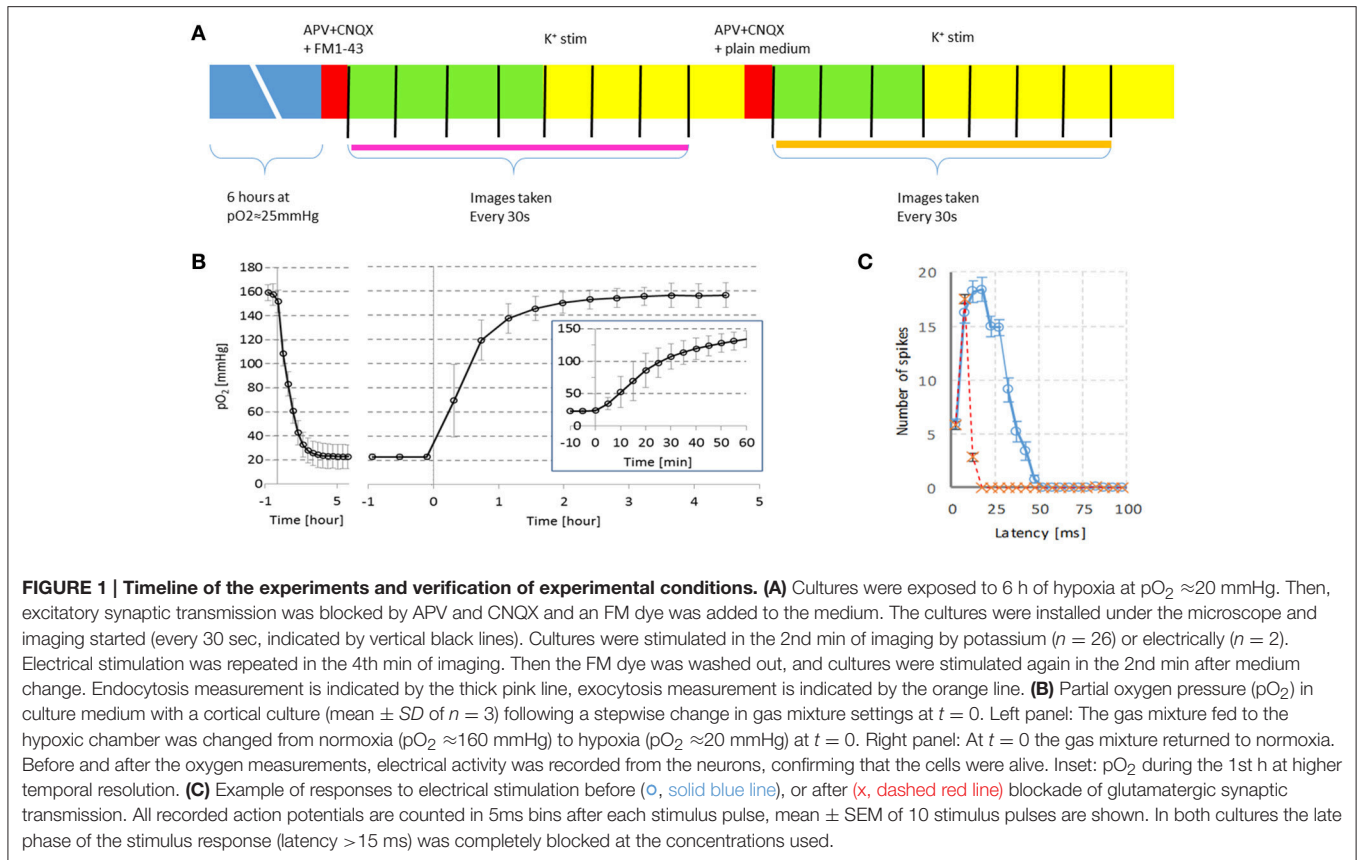 A
APV+CNQX
+ FM1-43
K⁺ stim
APV+CNQX
+ plain medium
K⁺ stim
6 hours at
pO2≈25mmHg
Images taken
Every 30s
Images taken
Every 30s
B
pO₂ [mmHg]
180
160
140
120
100
80
60
40
20
0
-1 5
Time [hour]
-1 0 1 2 3 4 5
Time [hour]
150
100
50
0
-10 0 10 20 30 40 50 60
Time [min]
C
Number of spikes
20
15
10
5
0
0 25 50 75 100
Latency [ms]
FIGURE 1 | Timeline of the experiments and verification of experimental conditions. (A) Cultures were exposed to 6 h of hypoxia at pO₂ ≈20 mmHg. Then,
excitatory synaptic transmission was blocked by APV and CNQX and an FM dye was added to the medium. The cultures were installed under the microscope and
imaging started (every 30 sec, indicated by vertical black lines). Cultures were stimulated in the 2nd min of imaging by potassium (n = 26) or electrically (n = 2).
Electrical stimulation was repeated in the 4th min of imaging. Then the FM dye was washed out, and cultures were stimulated again in the 2nd min after medium
change. Endocytosis measurement is indicated by the thick pink line, exocytosis measurement is indicated by the orange line. (B) Partial oxygen pressure (pO₂) in
culture medium with a cortical culture (mean ± SD of n = 3) following a stepwise change in gas mixture settings at t = 0. Left panel: The gas mixture fed to the
hypoxic chamber was changed from normoxia (pO₂ ≈160 mmHg) to hypoxia (pO₂ ≈20 mmHg) at t = 0. Right panel: At t = 0 the gas mixture returned to normoxia.
Before and after the oxygen measurements, electrical activity was recorded from the neurons, confirming that the cells were alive. Inset: pO₂ during the 1st h at higher
temporal resolution. (C) Example of responses to electrical stimulation before (o, solid blue line), or after (x, dashed red line) blockade of glutamatergic synaptic
transmission. All recorded action potentials are counted in 5ms bins after each stimulus pulse, mean ± SEM of 10 stimulus pulses are shown. In both cultures the late
phase of the stimulus response (latency >15 ms) was completely blocked at the concentrations used.